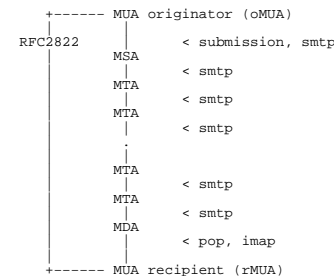 +------ MUA originator (oMUA)
| |
RFC2822 | < submission, smtp
| MSA
| | < smtp
| MTA
| | < smtp
| MTA
| | < smtp
| |
| .
| |
| MTA
| | < smtp
| MTA
| | < smtp
| MDA
| | < pop, imap
| |
+------ MUA recipient (rMUA)